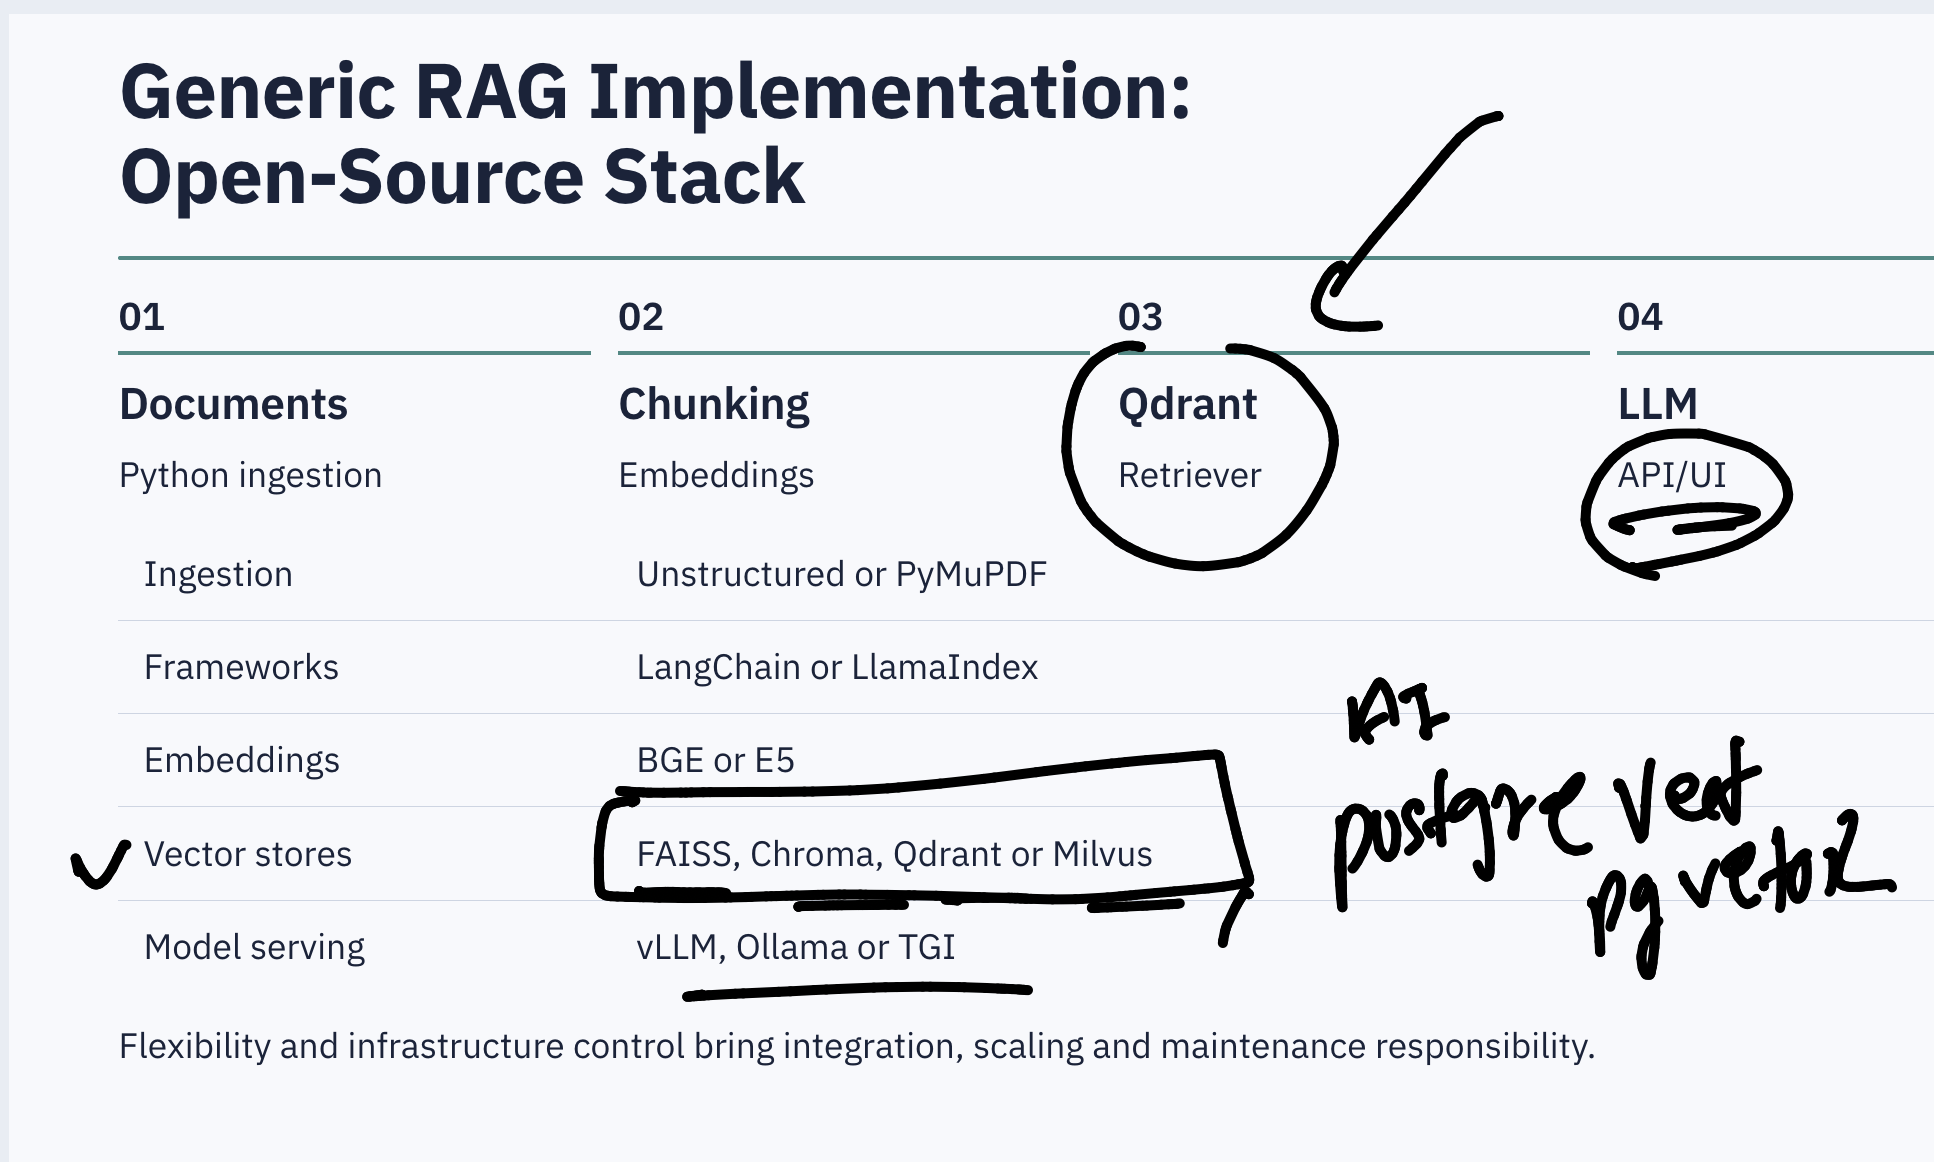 Generic RAG Implementation:
Open-Source Stack
01 02 03 04
Documents Chunking Qdrant LLM
Python ingestion Embeddings Retriever API/UI
Ingestion Unstructured or PyMuPDF
Frameworks LangChain or LlamaIndex
Embeddings BGE or E5
Vector stores FAISS, Chroma, Qdrant or Milvus
postgre
pg vetor
Model serving vLLM, Ollama or TGI
Flexibility and infrastructure control bring integration, scaling and maintenance responsibility.